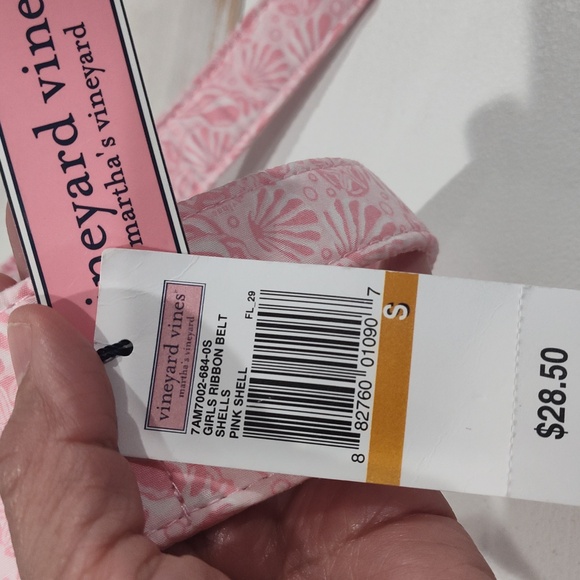 vineyard vine
martha's vineyard
vineyard vines®
martha's vineyard
7AM7002-684-0S
GIRLS RIBBON BELT
SHELLS
PINK SHELL
FL_29
8 82760 01090 7
S
$28.50